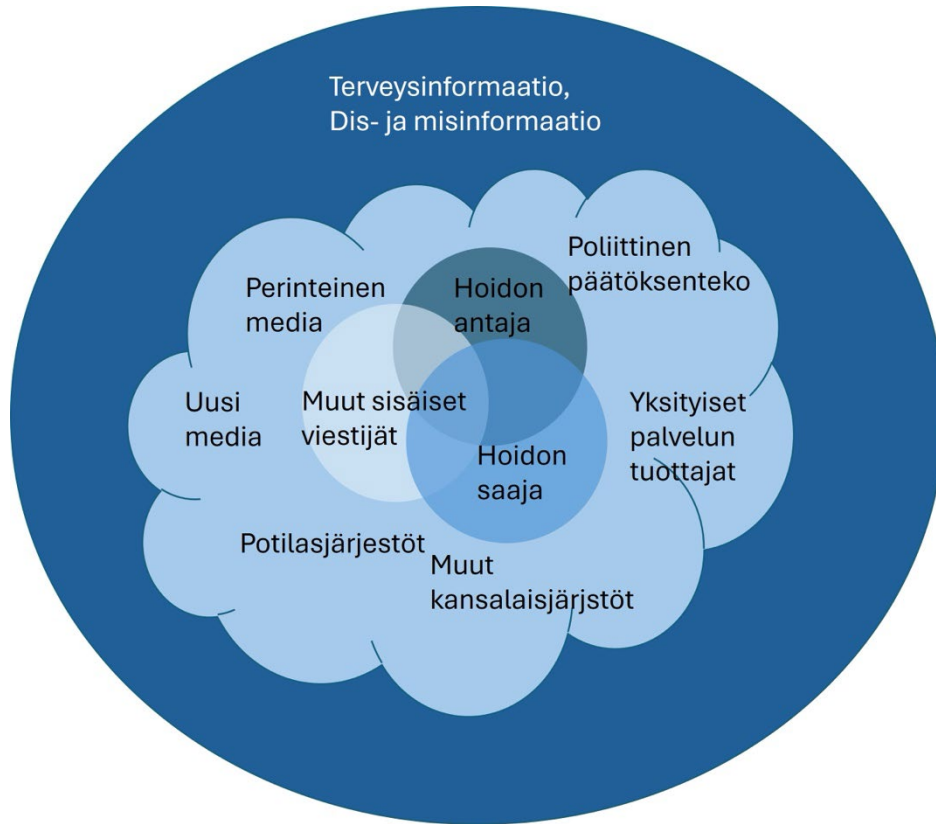 Terveysinformaatio,
Dis- ja misinformaatio
Poliittinen
päätöksenteko
Perinteinen
media
Hoidon
antaja
Uusi
media
Muut sisäiset
viestijät
Yksityiset
palvelun
tuottajat
Hoidon
saaja
Potilasjärjestöt
Muut
kansalaisjärjstöt